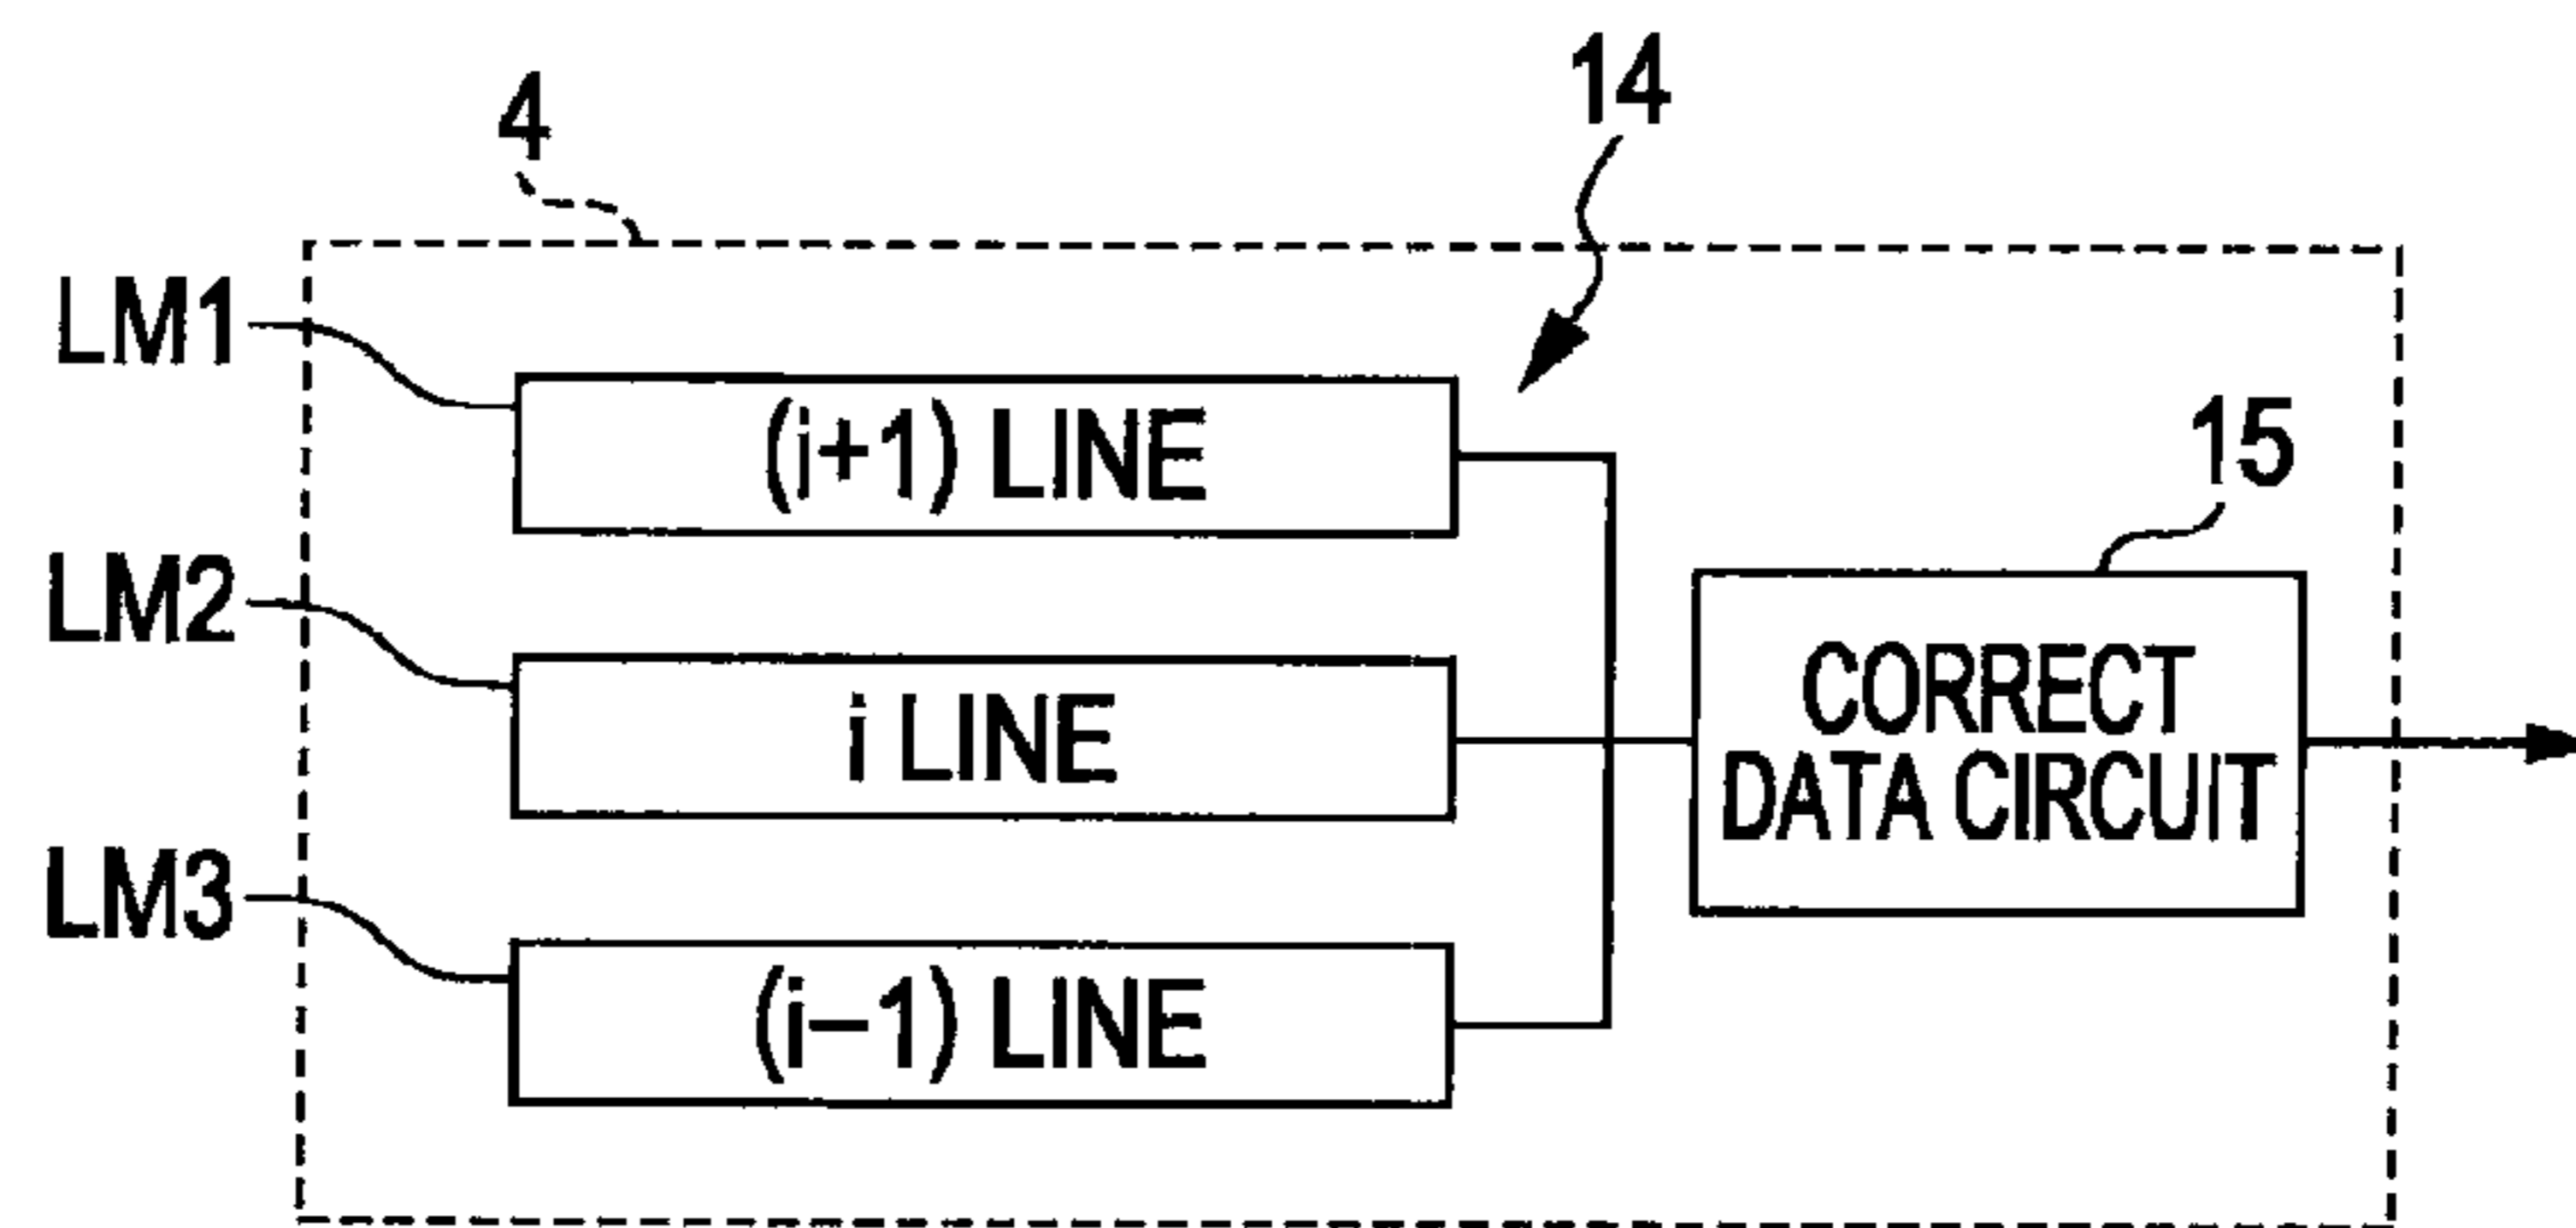 4
14
LM1
(i+1) LINE
15
LM2
i LINE
CORRECT
DATA CIRCUIT
LM3
(i−1) LINE